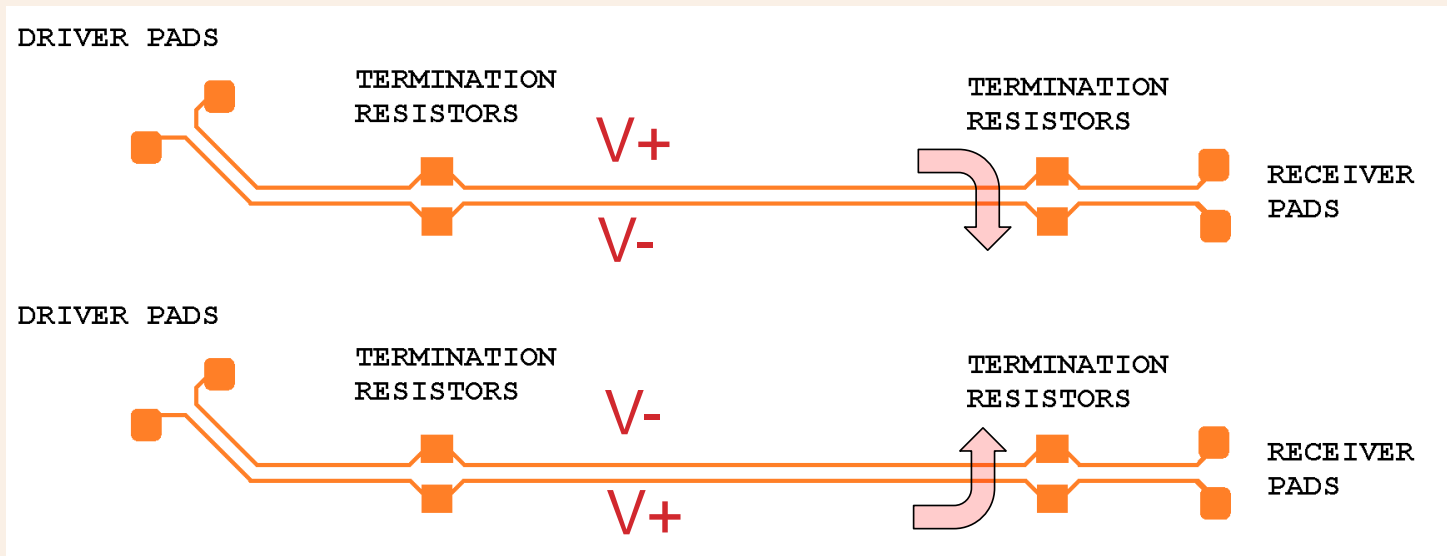 DRIVER PADS
TERMINATION
RESISTORS
V+
TERMINATION
RESISTORS
V-
RECEIVER
PADS
DRIVER PADS
TERMINATION
RESISTORS
V-
TERMINATION
RESISTORS
V+
RECEIVER
PADS